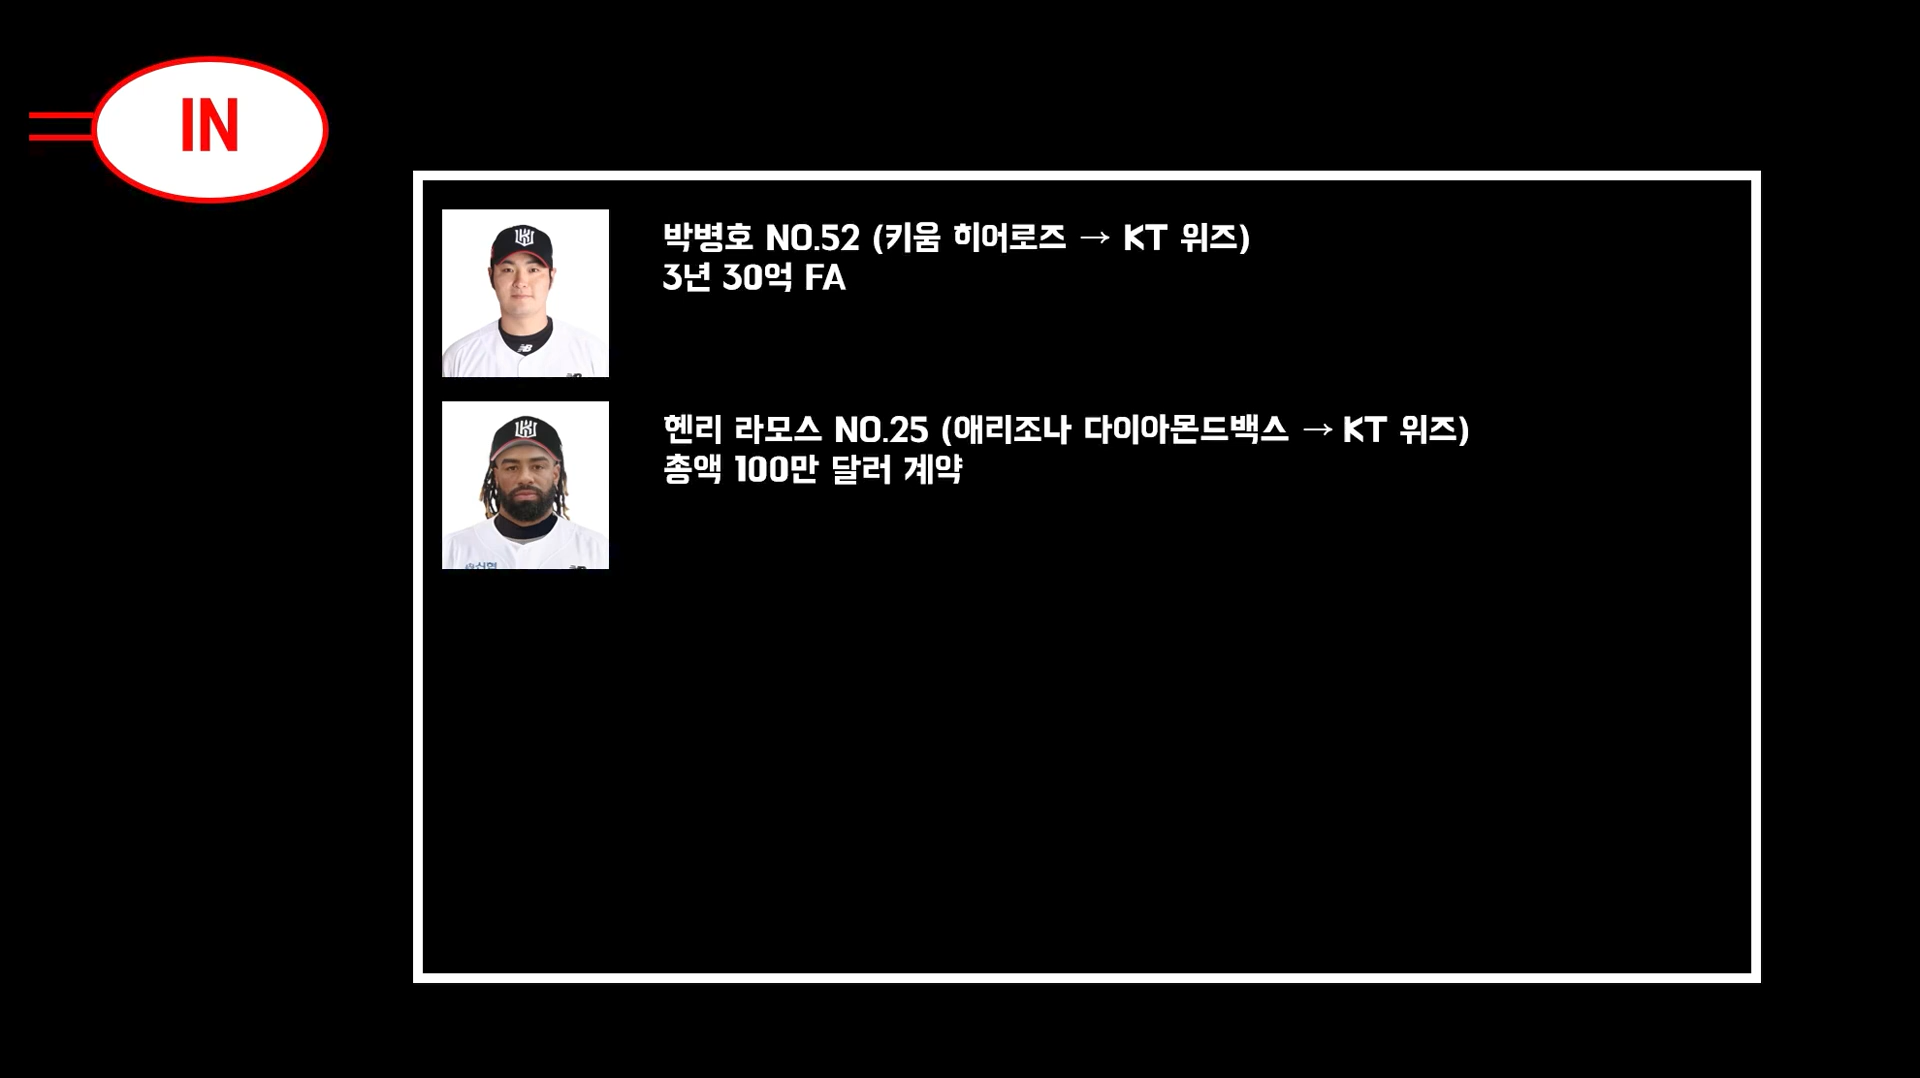 IN
박병호 NO.52 (키움 히어로즈 → KT 위즈)
3년 30억 FA
헨리 라모스 NO.25 (애리조나 다이아몬드백스 → KT 위즈)
총액 100만 달러 계약